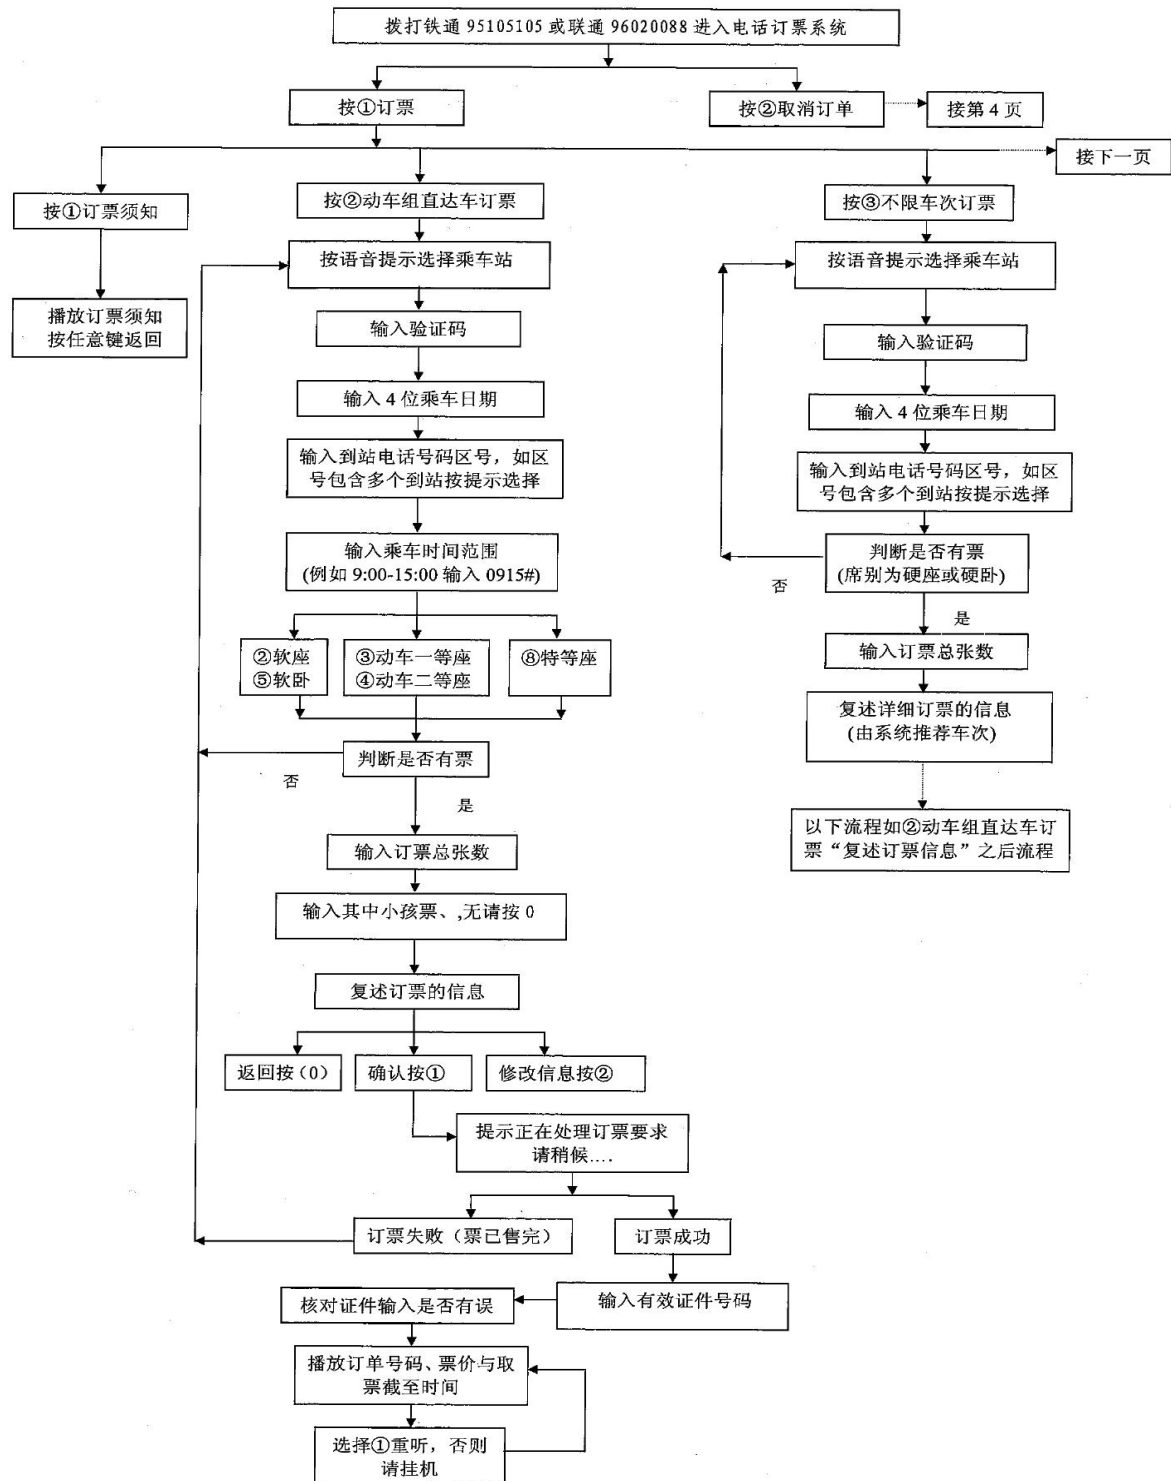 拨打铁通 95105105 或联通 96020088 进入电话订票系统
按①订票
按②取消订单
接第 4 页
接下一页
按①订票须知
播放订票须知
按任意键返回
按②动车组直达车订票
按语音提示选择乘车站
输入验证码
输入 4 位乘车日期
输入到站电话号码区号，如区
号包含多个到站按提示选择
输入乘车时间范围
(例如 9:00-15:00 输入 0915#)
②软座
⑤软卧
③动车一等座
④动车二等座
⑧特等座
判断是否有票
否
是
输入订票总张数
输入其中小孩票、,无请按 0
复述订票的信息
返回按（0）
确认按①
修改信息按②
提示正在处理订票要求
请稍候....
订票失败（票已售完）
订票成功
输入有效证件号码
核对证件输入是否有误
播放订单号码、票价与取
票截至时间
选择①重听，否则
请挂机
按③不限车次订票
按语音提示选择乘车站
输入验证码
输入 4 位乘车日期
输入到站电话号码区号，如区
号包含多个到站按提示选择
判断是否有票
(席别为硬座或硬卧)
否
是
输入订票总张数
复述详细订票的信息
(由系统推荐车次)
以下流程如②动车组直达车订
票“复述订票信息”之后流程